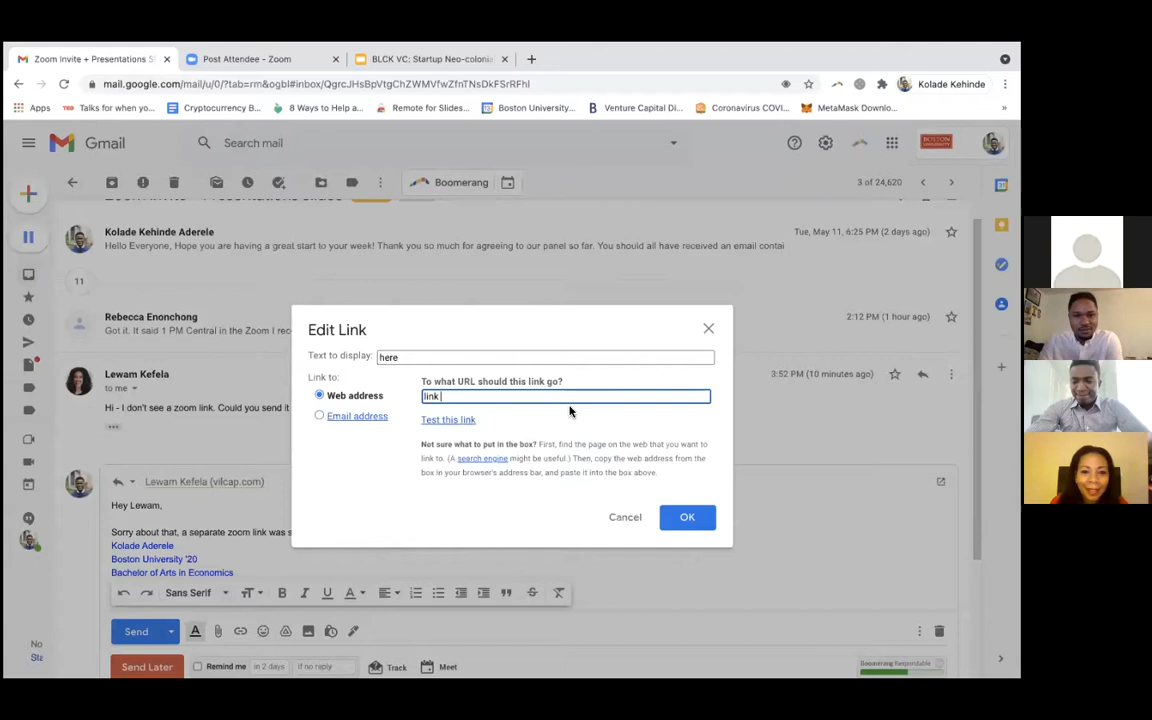 Zoom Invite + Presentations S
Post Attendee - Zoom
BLCK VC: Startup Neo-colonia
mail.google.com/mail/u/0/?tab=rm&ogbl#inbox/QgrcJHsBpVtgChZWMVfwZfnTNsDkFSrRFhl
Kolade Kehinde
Apps
TED
Talks for when yo...
Cryptocurrency B...
8 Ways to Help a...
Remote for Slides...
Boston University...
Venture Capital Di...
Coronavirus COVI...
MetaMask Downlo...
Gmail
Search mail
Boomerang
3 of 24,620
Kolade Kehinde Aderele
Tue, May 11, 6:25 PM (2 days ago)
Hello Everyone, Hope you are having a great start to your week! Thank you so much for agreeing to our panel so far. You should all have received an email contai
11
Rebecca Enonchong
2:12 PM (1 hour ago)
Got it. It said 1 PM Central in the Zoom I rec
Lewam Kefela
3:52 PM (10 minutes ago)
to me
Hi - I don't see a zoom link. Could you send it
Edit Link
Text to display:
here
Link to:
To what URL should this link go?
Web address
link
Email address
Test this link
Not sure what to put in the box? First, find the page on the web that you want to
link to. (A search engine might be useful.) Then, copy the web address from the
box in your browser's address bar, and paste it into the box above.
Cancel
OK
Lewam Kefela (vilcap.com)
Hey Lewam,
Sorry about that, a separate zoom link was s
Kolade Aderele
Boston University '20
Bachelor of Arts in Economics
Sans Serif
Send
No
Sta
Send Later
Remind me
in 2 days
if no reply
Track
Meet
Boomerang Respondable